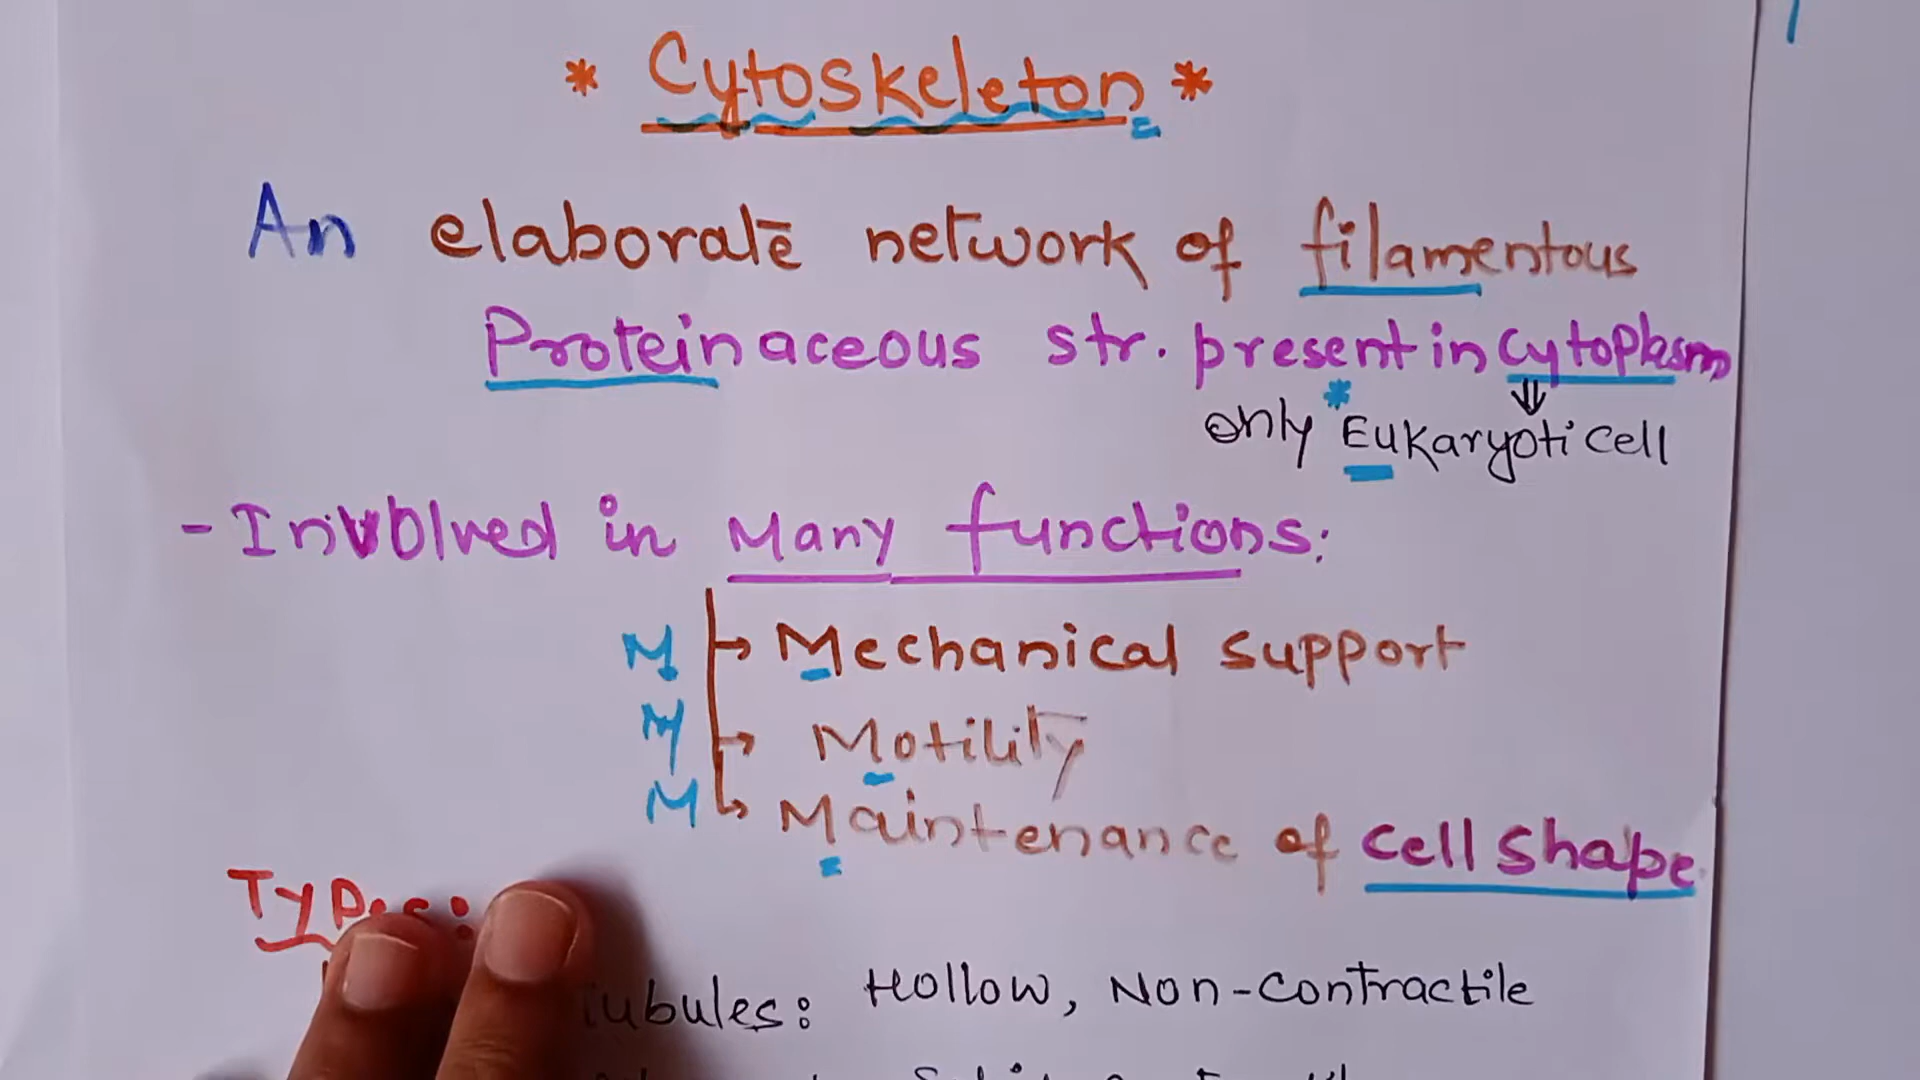 * Cytoskeleton *
An elaborate network of filamentous
Proteinaceous str. present in cytoplasm
⇓
only *Eukaryoti cell
- Involved in Many functions:
M → Mechanical support
M → Motility
M → Maintenance of cell shape.
Types:
tubules: Hollow, Non-Contractile